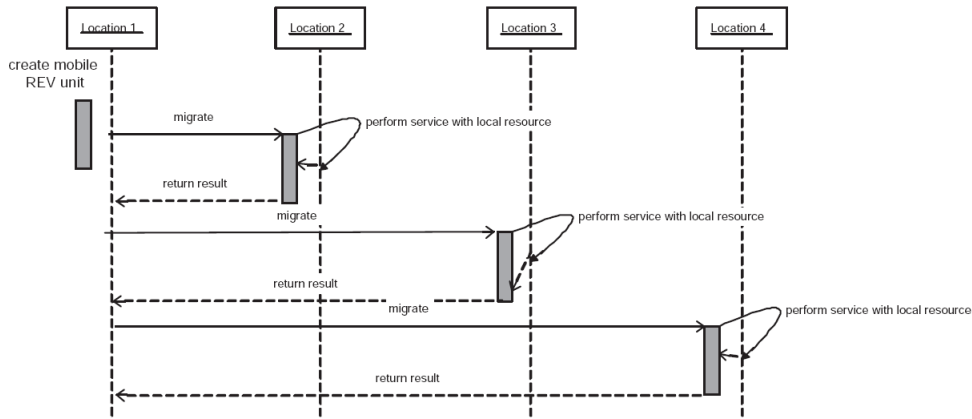 Location 1
Location 2
Location 3
Location 4
create mobile
REV unit
migrate
perform service with local resource
return result
migrate
perform service with local resource
return result
migrate
perform service with local resource
return result